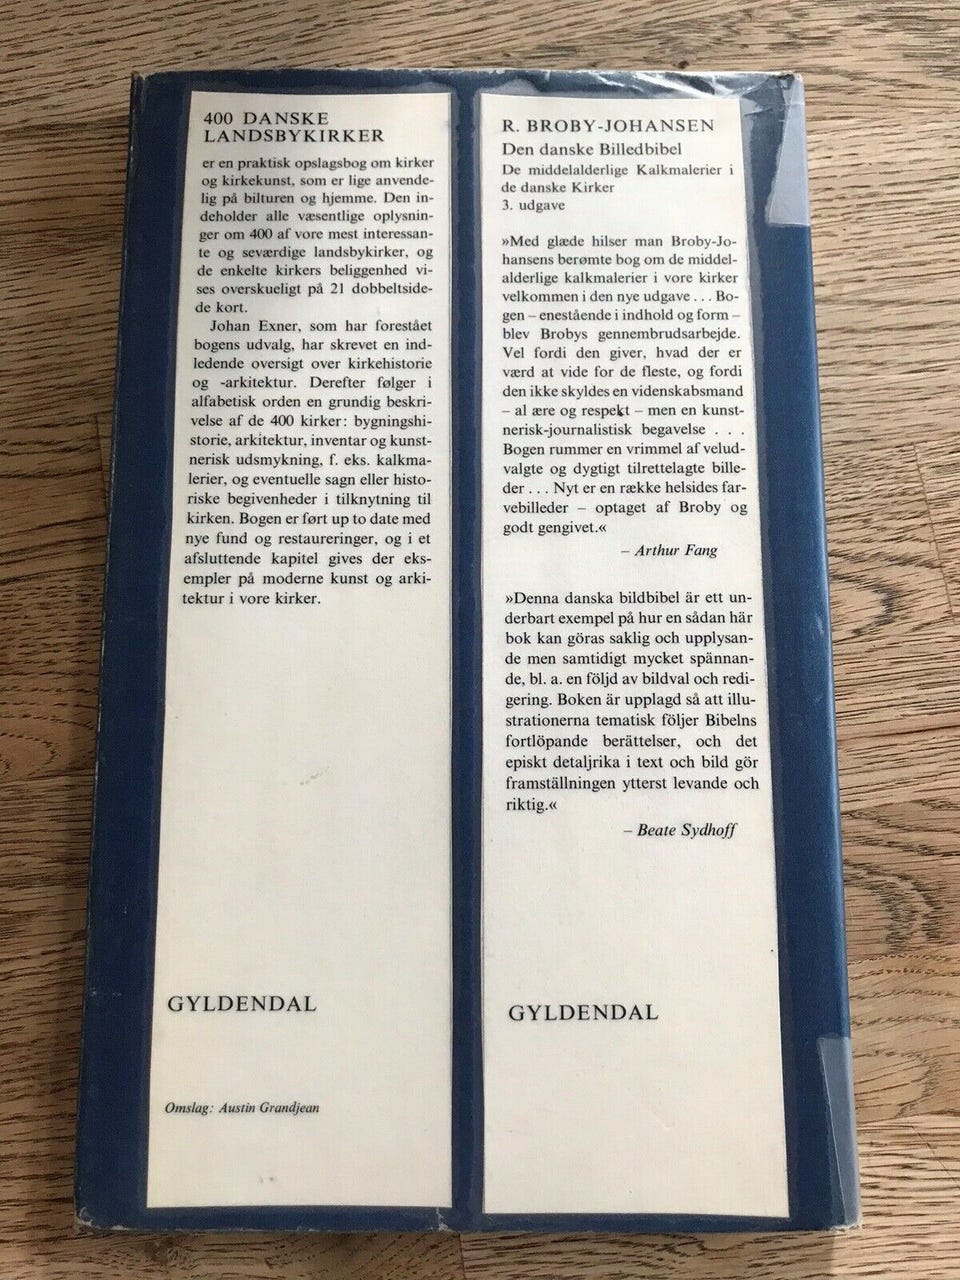 400 DANSKE
LANDSBYKIRKER
er en praktisk opslagsbog om kirker
og kirkekunst, som er lige anvende-
lig på bilturen og hjemme. Den in-
deholder alle væsentlige oplysnin-
ger om 400 af vore mest interessan-
te og seværdige landsbykirker, og
de enkelte kirkers beliggenhed vi-
ses overskueligt på 21 dobbeltside-
de kort.
Johan Exner, som har forestået
bogens udvalg, har skrevet en ind-
ledende oversigt over kirkehistorie
og -arkitektur. Derefter følger i
alfabetisk orden en grundig beskri-
velse af de 400 kirker: bygningshi-
storie, arkitektur, inventar og kunst-
nerisk udsmykning, f. eks. kalkma-
lerier, og eventuelle sagn eller histo-
riske begivenheder i tilknytning til
kirken. Bogen er ført up to date med
nye fund og restaureringer, og i et
afsluttende kapitel gives der eks-
empler på moderne kunst og arki-
tektur i vore kirker.
GYLDENDAL
Omslag: Austin Grandjean
R. BROBY-JOHANSEN
Den danske Billedbibel
De middelalderlige Kalkmalerier i
de danske Kirker
3. udgave
»Med glæde hilser man Broby-Jo-
hansens berømte bog om de middel-
alderlige kalkmalerier i vore kirker
velkommen i den nye udgave . . . Bo-
gen – enestående i indhold og form –
blev Brobys gennembrudsarbejde.
Vel fordi den giver, hvad der er
værd at vide for de fleste, og fordi
den ikke skyldes en videnskabsmand
– al ære og respekt – men en kunst-
nerisk-journalistisk begavelse . . .
Bogen rummer en vrimmel af velud-
valgte og dygtigt tilrettelagte bille-
der . . . Nyt er en række helsides far-
vebilleder – optaget af Broby og
godt gengivet.«
– Arthur Fang
»Denna danska bildbibel är ett un-
derbart exempel på hur en sådan här
bok kan göras saklig och upplysan-
de men samtidigt mycket spännan-
de, bl. a. en följd av bildval och redi-
gering. Boken är upplagd så att illu-
strationerna tematisk följer Bibelns
fortlöpande berättelser, och det
episkt detaljrika i text och bild gör
framställningen ytterst levande och
riktig.«
– Beate Sydhoff
GYLDENDAL